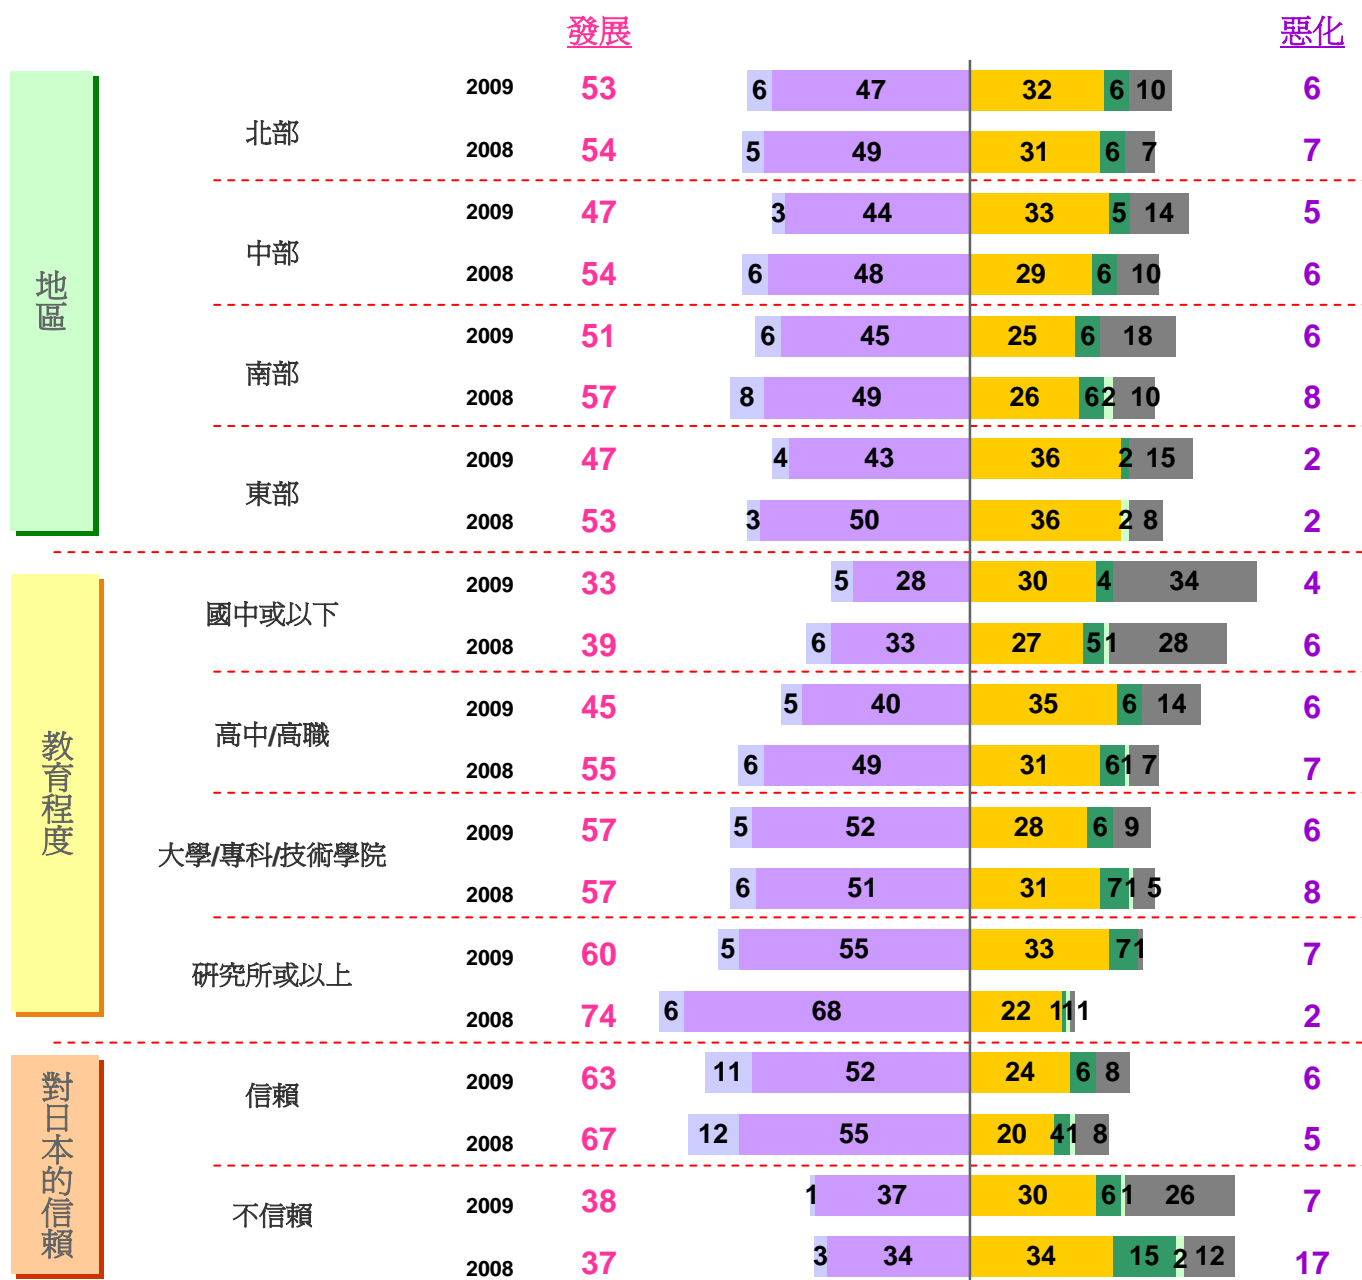 發展 惡化
地區
北部
2009 53 6 47 32 6 10 6
2008 54 5 49 31 6 7 7
中部
2009 47 3 44 33 5 14 5
2008 54 6 48 29 6 10 6
南部
2009 51 6 45 25 6 18 6
2008 57 8 49 26 6 2 10 8
東部
2009 47 4 43 36 2 15 2
2008 53 3 50 36 2 8 2
教育程度
國中或以下
2009 33 5 28 30 4 34 4
2008 39 6 33 27 5 1 28 6
高中/高職
2009 45 5 40 35 6 14 6
2008 55 6 49 31 6 1 7 7
大學/專科/技術學院
2009 57 5 52 28 6 9 6
2008 57 6 51 31 7 1 5 8
研究所或以上
2009 60 5 55 33 7 1 7
2008 74 6 68 22 1 1 1 2
對日本的信賴
信賴
2009 63 11 52 24 6 8 6
2008 67 12 55 20 4 1 8 5
不信賴
2009 38 1 37 30 6 1 26 7
2008 37 3 34 34 15 2 12 17